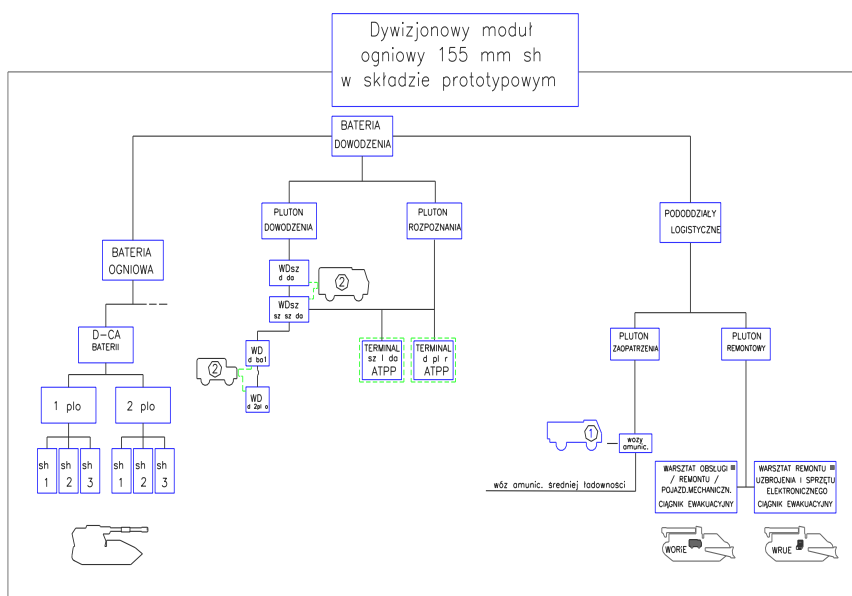 Dywizjonowy moduł
ogniowy 155 mm sh
w składzie prototypowym
BATERIA
DOWODZENIA
BATERIA
OGNIOWA
D-CA
BATERII
1 plo
2 plo
sh
1
sh
2
sh
3
sh
1
sh
2
sh
3
PLUTON
DOWODZENIA
WDsz
d da
WDsz
sz sz da
2
WD
d ba1
WD
d 2plo
2
PLUTON
ROZPOZNANIA
TERMINAL
sz l da
ATPP
TERMINAL
d pl r
ATPP
PODODDZIAŁY
LOGISTYCZNE
PLUTON
ZAOPATRZENIA
PLUTON
REMONTOWY
1
wozy
amunic.
wóz amunic. średniej ładowności
WARSZTAT OBSŁUGI
/ REMONTU /
POJAZD.MECHANICZN.
CIĄGNIK EWAKUACYJNY
WARSZTAT REMONTU
UZBROJENIA I SPRZĘTU
ELEKTRONICZNEGO
CIĄGNIK EWAKUACYJNY
WORiE
WRUE